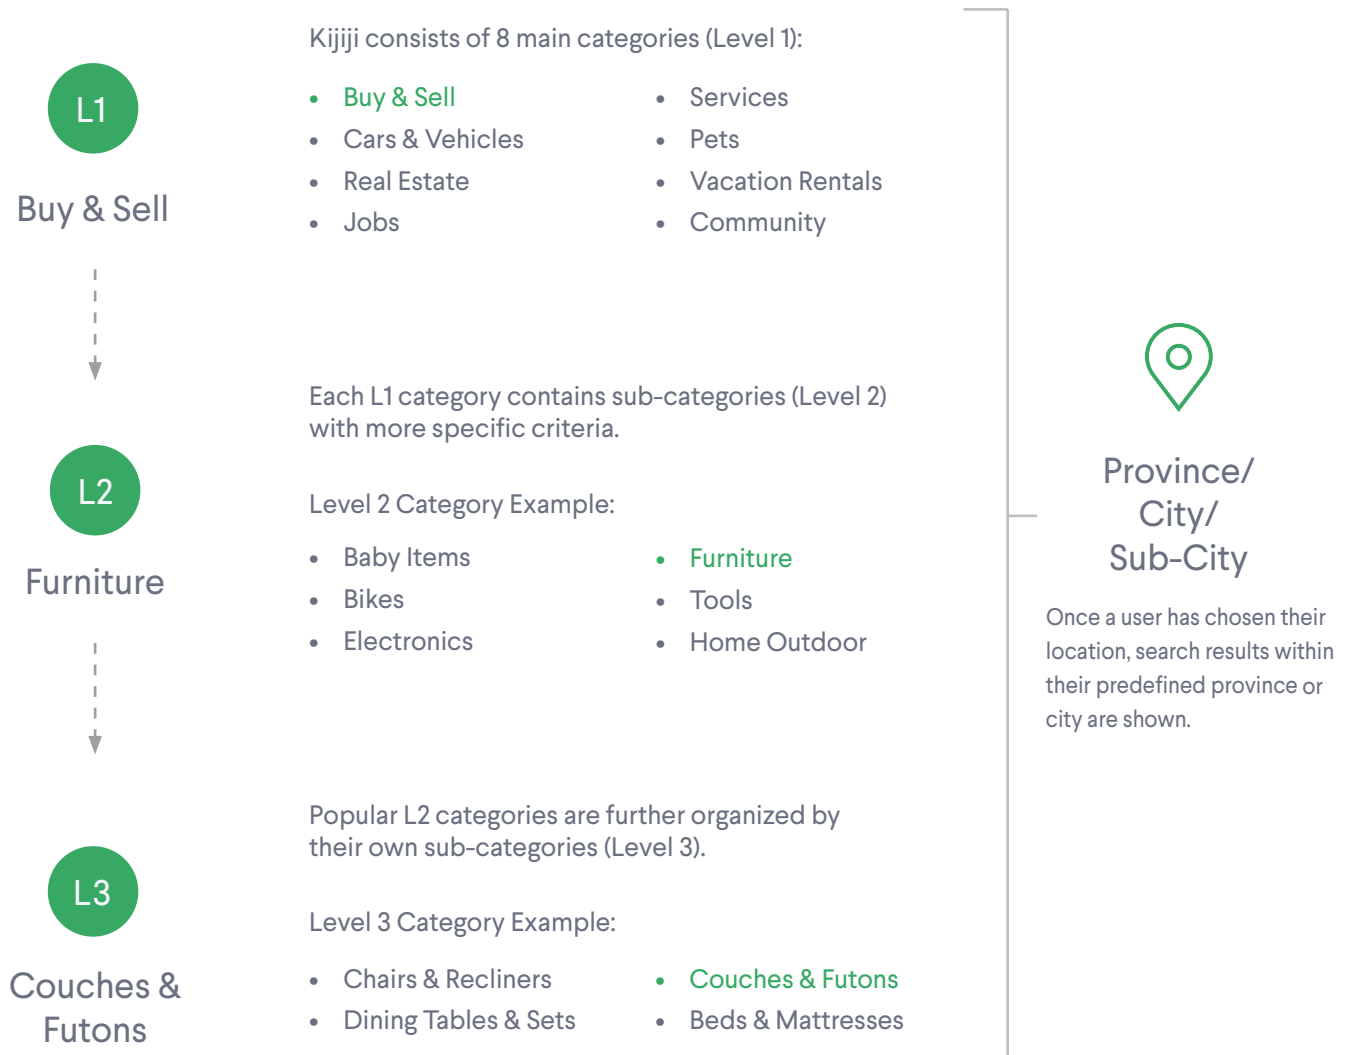 L1
Buy & Sell
Kijiji consists of 8 main categories (Level 1):
• Buy & Sell
• Cars & Vehicles
• Real Estate
• Jobs
• Services
• Pets
• Vacation Rentals
• Community
L2
Furniture
Each L1 category contains sub-categories (Level 2)
with more specific criteria.
Level 2 Category Example:
• Baby Items
• Bikes
• Electronics
• Furniture
• Tools
• Home Outdoor
L3
Couches &
Futons
Popular L2 categories are further organized by
their own sub-categories (Level 3).
Level 3 Category Example:
• Chairs & Recliners
• Dining Tables & Sets
• Couches & Futons
• Beds & Mattresses
Province/
City/
Sub-City
Once a user has chosen their
location, search results within
their predefined province or
city are shown.